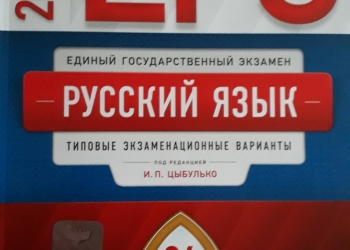 ЕДИНЫЙ ГОСУДАРСТВЕННЫЙ ЭКЗАМЕН
РУССКИЙ ЯЗЫК
ТИПОВЫЕ ЭКЗАМЕНАЦИОННЫЕ ВАРИАНТЫ
ПОД РЕДАКЦИЕЙ
И. П. ЦЫБУЛЬКО